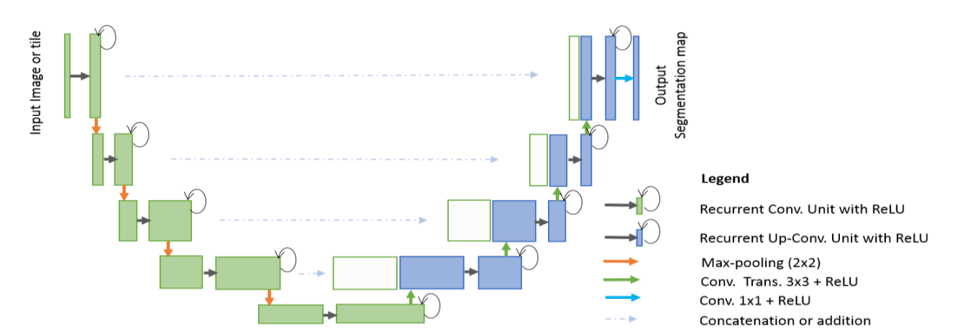 Input Image or tile
Output
Segmentation map
Legend
Recurrent Conv. Unit with ReLU
Recurrent Up-Conv. Unit with ReLU
Max-pooling (2x2)
Conv. Trans. 3x3 + ReLU
Conv. 1x1 + ReLU
Concatenation or addition